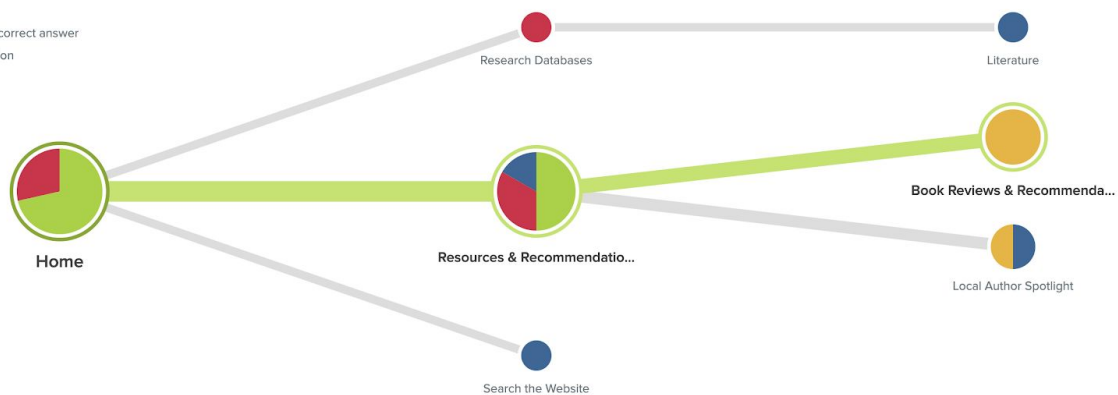 correct answer
on
Research Databases
Literature
Book Reviews & Recommenda...
Home
Resources & Recommendatio...
Local Author Spotlight
Search the Website